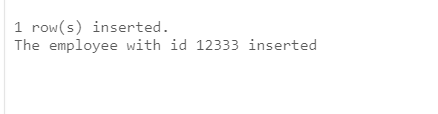 1 row(s) inserted.
The employee with id 12333 inserted